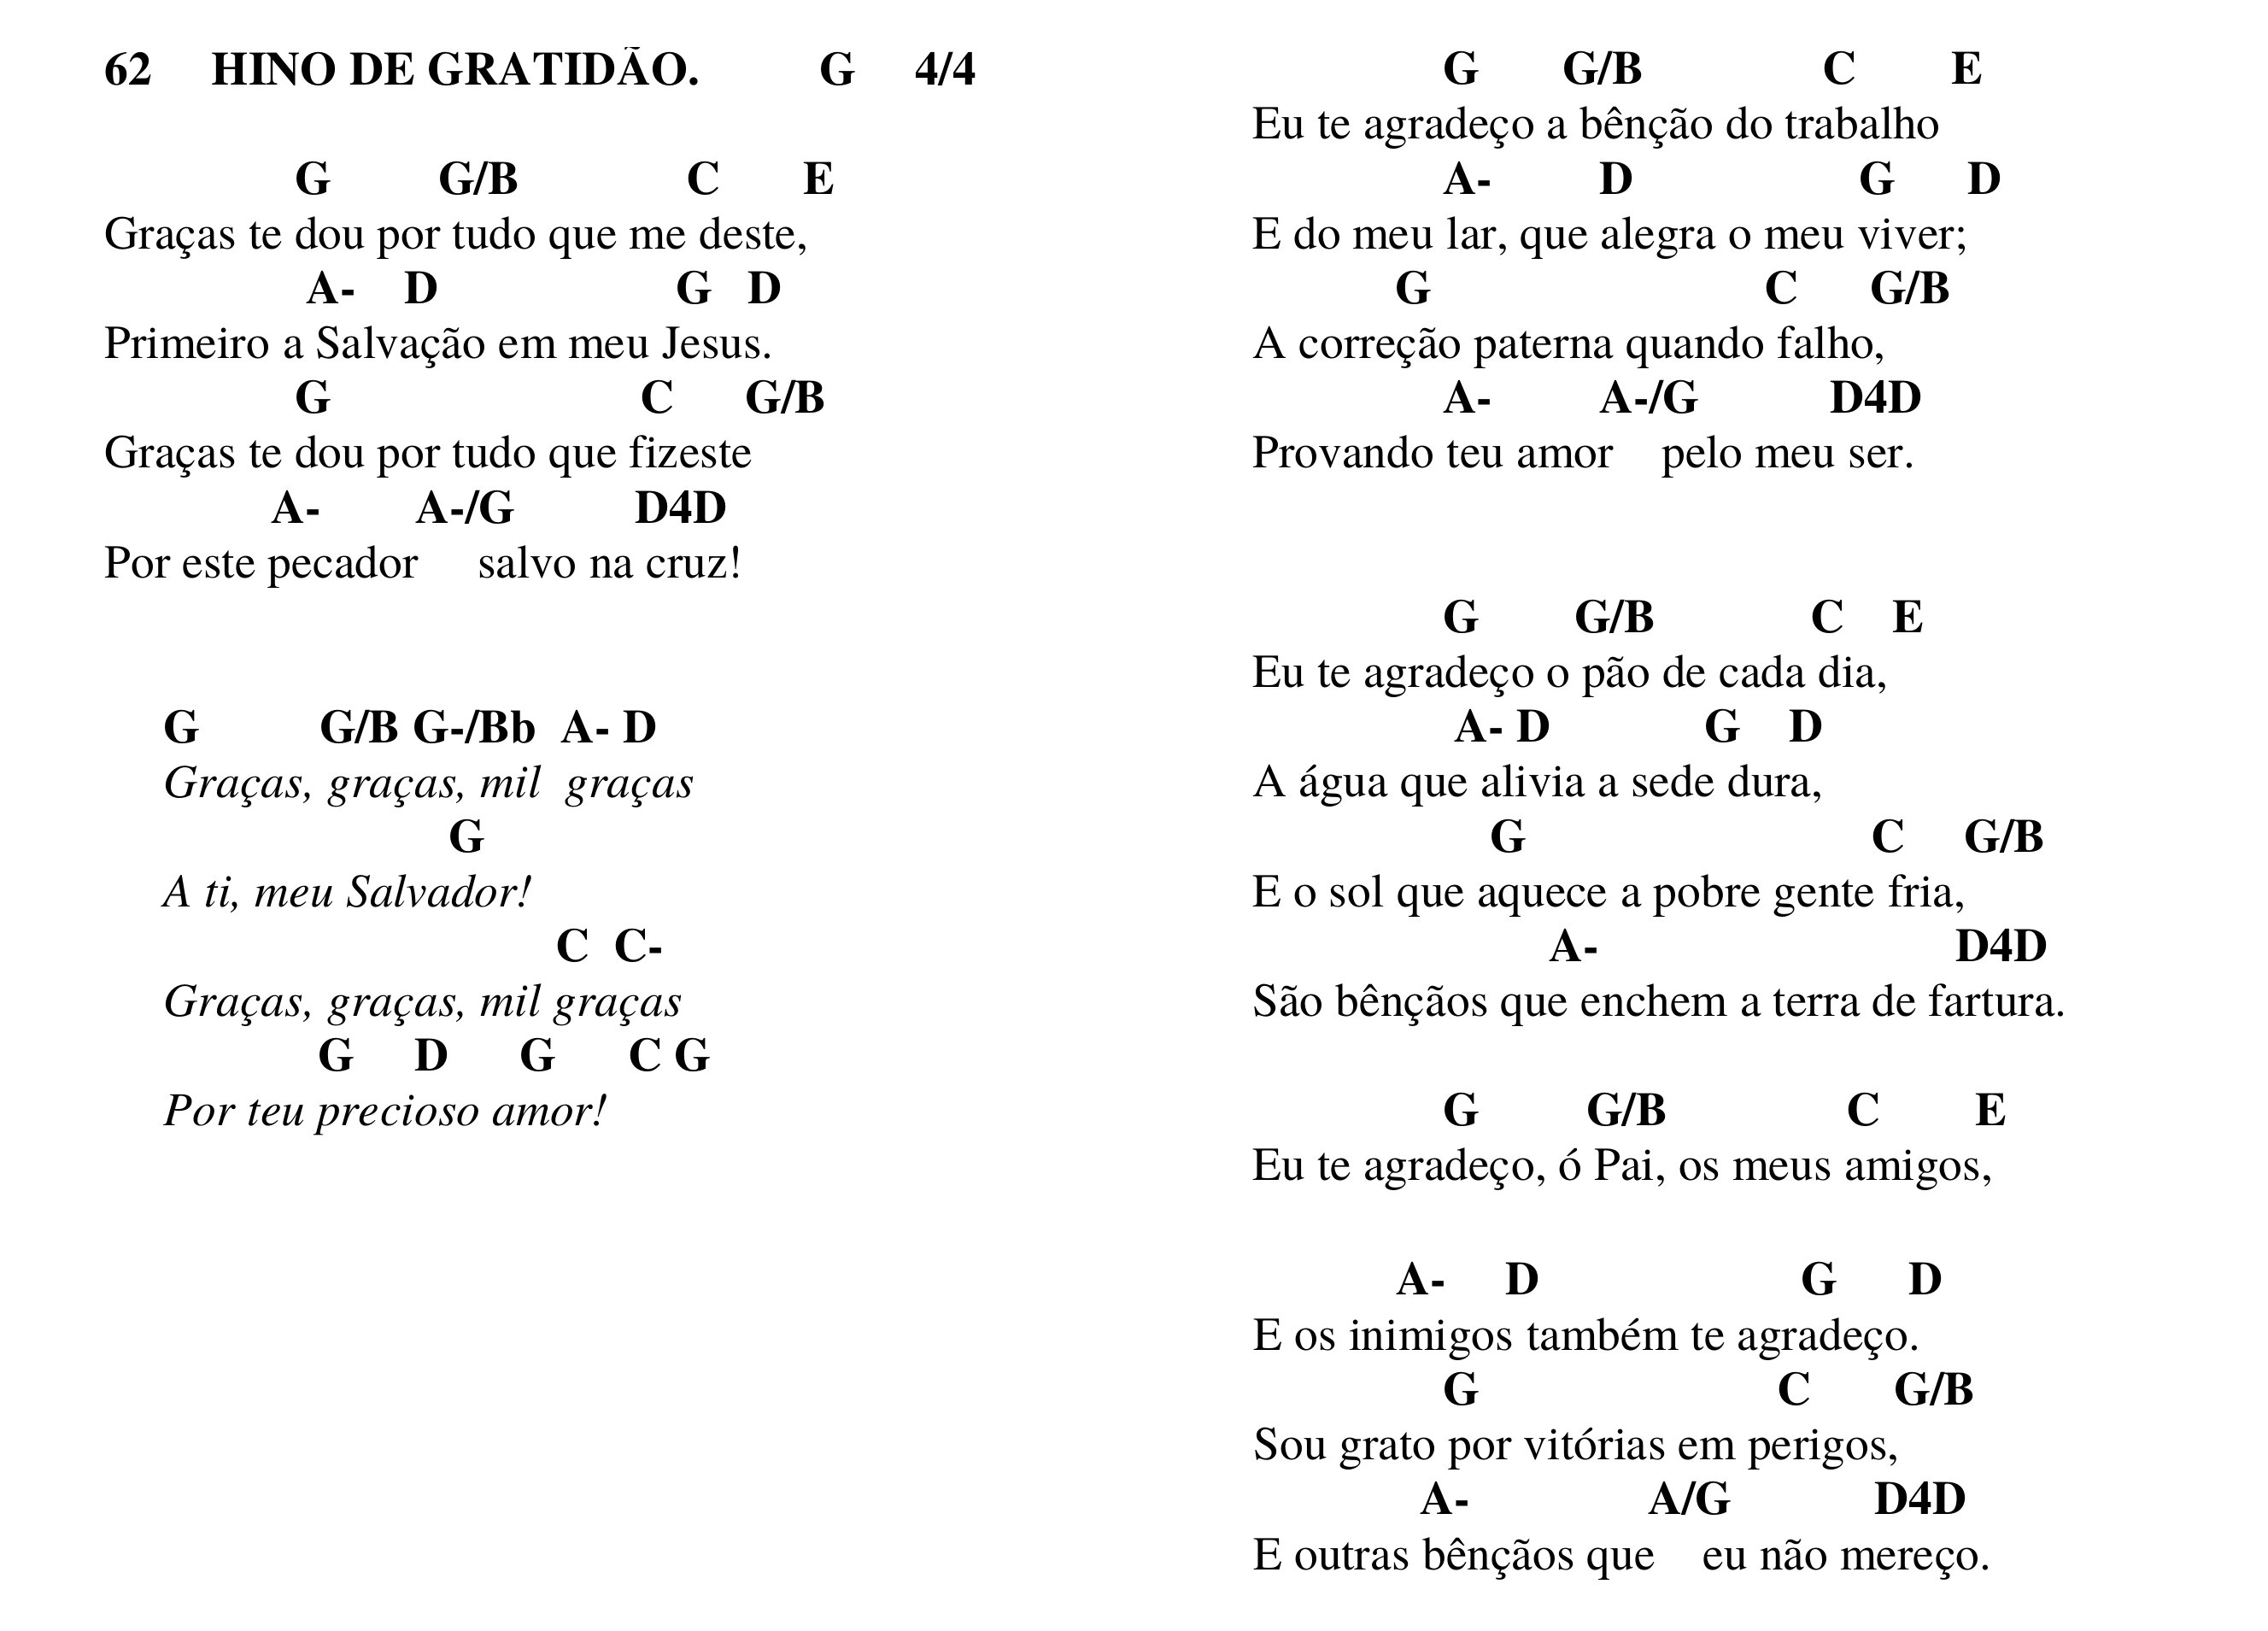 62 HINO DE GRATIDÃO. G 4/4
G G/B C E
Graças te dou por tudo que me deste,
A- D G D
Primeiro a Salvação em meu Jesus.
G C G/B
Graças te dou por tudo que fizeste
A- A-/G D4D
Por este pecador salvo na cruz!
G G/B G-/Bb A- D
Graças, graças, mil graças
G
A ti, meu Salvador!
C C-
Graças, graças, mil graças
G D G C G
Por teu precioso amor!
G G/B C E
Eu te agradeço a bênção do trabalho
A- D G D
E do meu lar, que alegra o meu viver;
G C G/B
A correção paterna quando falho,
A- A-/G D4D
Provando teu amor pelo meu ser.
G G/B C E
Eu te agradeço o pão de cada dia,
A- D G D
A água que alivia a sede dura,
G C G/B
E o sol que aquece a pobre gente fria,
A- D4D
São bênçãos que enchem a terra de fartura.
G G/B C E
Eu te agradeço, ó Pai, os meus amigos,
A- D G D
E os inimigos também te agradeço.
G C G/B
Sou grato por vitórias em perigos,
A- A/G D4D
E outras bênçãos que eu não mereço.